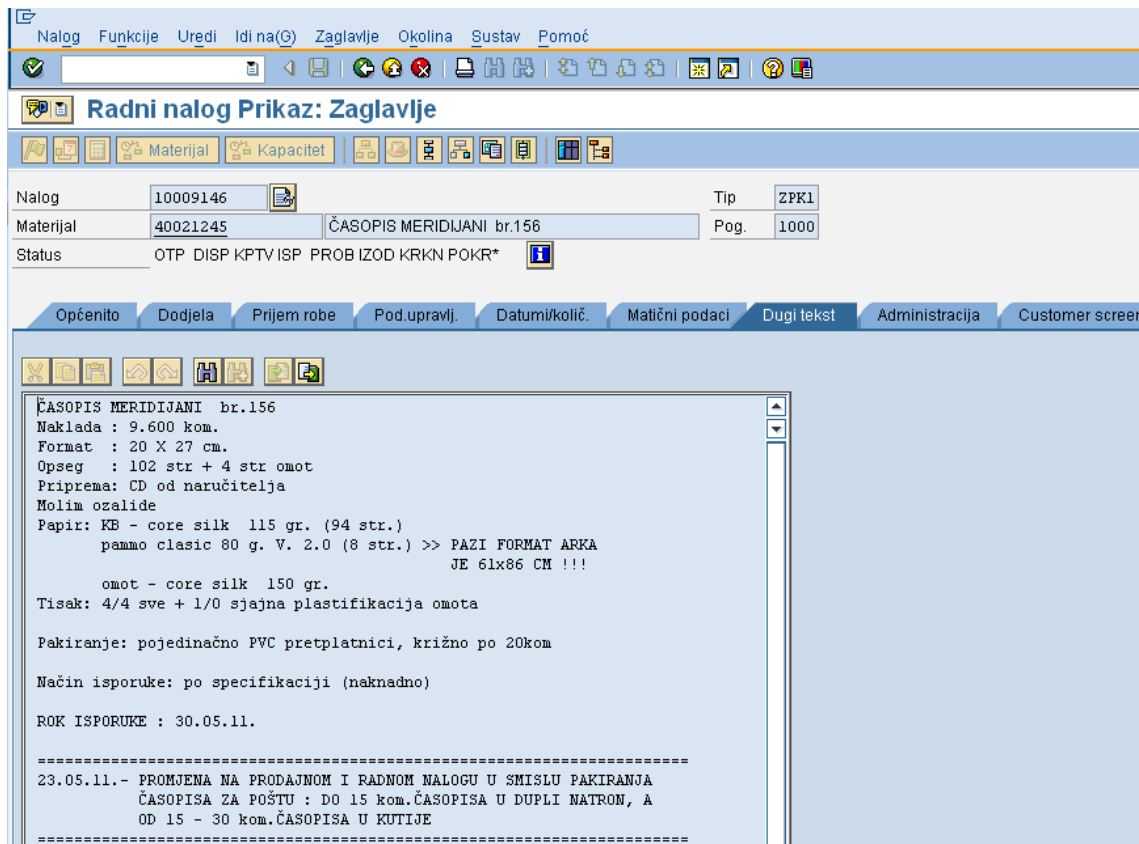 Nalog Funkcije Uredi Idi na(G) Zaglavlje Okolina Sustav Pomoć
Radni nalog Prikaz: Zaglavlje
Materijal Kapacitet
Nalog 10009146 Tip ZPK1
Materijal 40021245 ČASOPIS MERIDIJANI br.156 Pog. 1000
Status OTP DISP KPTV ISP PROB IZOD KRKN POKR*
Općenito Dodjela Prijem robe Pod.upravlj. Datumi/količ. Matični podaci Dugi tekst Administracija Customer screen
ČASOPIS MERIDIJANI br.156
Naklada : 9.600 kom.
Format : 20 X 27 cm.
Opseg : 102 str + 4 str omot
Priprema: CD od naručitelja
Molim ozalide
Papir: KB - core silk 115 gr. (94 str.)
pammo clasic 80 g. V. 2.0 (8 str.) >> PAZI FORMAT ARKA
JE 61x86 CM !!!
omot - core silk 150 gr.
Tisak: 4/4 sve + 1/0 sjajna plastifikacija omota
Pakiranje: pojedinačno PVC pretplatnici, križno po 20kom
Način isporuke: po specifikaciji (naknadno)
ROK ISPORUKE : 30.05.11.
=====================================================================
23.05.11.- PROMJENA NA PRODAJNOM I RADNOM NALOGU U SMISLU PAKIRANJA
ČASOPISA ZA POŠTU : DO 15 kom.ČASOPISA U DUPLI NATRON, A
OD 15 - 30 kom.ČASOPISA U KUTIJE
=====================================================================